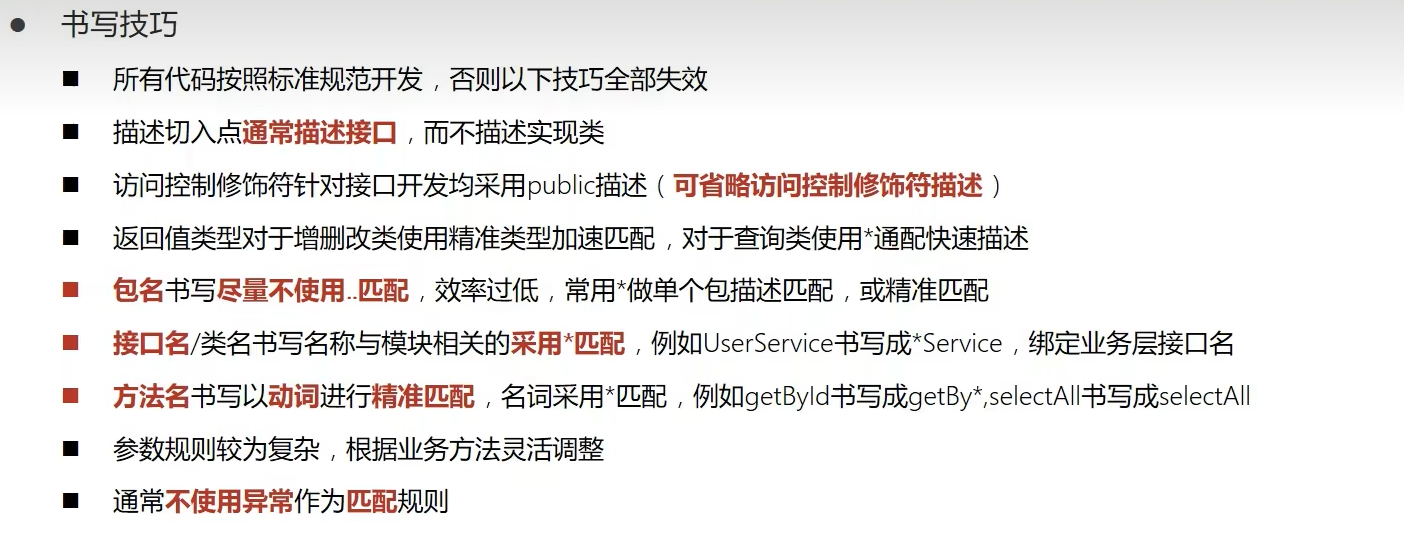 书写技巧
所有代码按照标准规范开发，否则以下技巧全部失效
描述切入点通常描述接口，而不描述实现类
访问控制修饰符针对接口开发均采用public描述（可省略访问控制修饰符描述）
返回值类型对于增删改类使用精准类型加速匹配，对于查询类使用*通配快速描述
包名书写尽量不使用..匹配，效率过低，常用*做单个包描述匹配，或精准匹配
接口名/类名书写名称与模块相关的采用*匹配，例如UserService书写成*Service，绑定业务层接口名
方法名书写以动词进行精准匹配，名词采用*匹配，例如getById书写成getBy*,selectAll书写成selectAll
参数规则较为复杂，根据业务方法灵活调整
通常不使用异常作为匹配规则